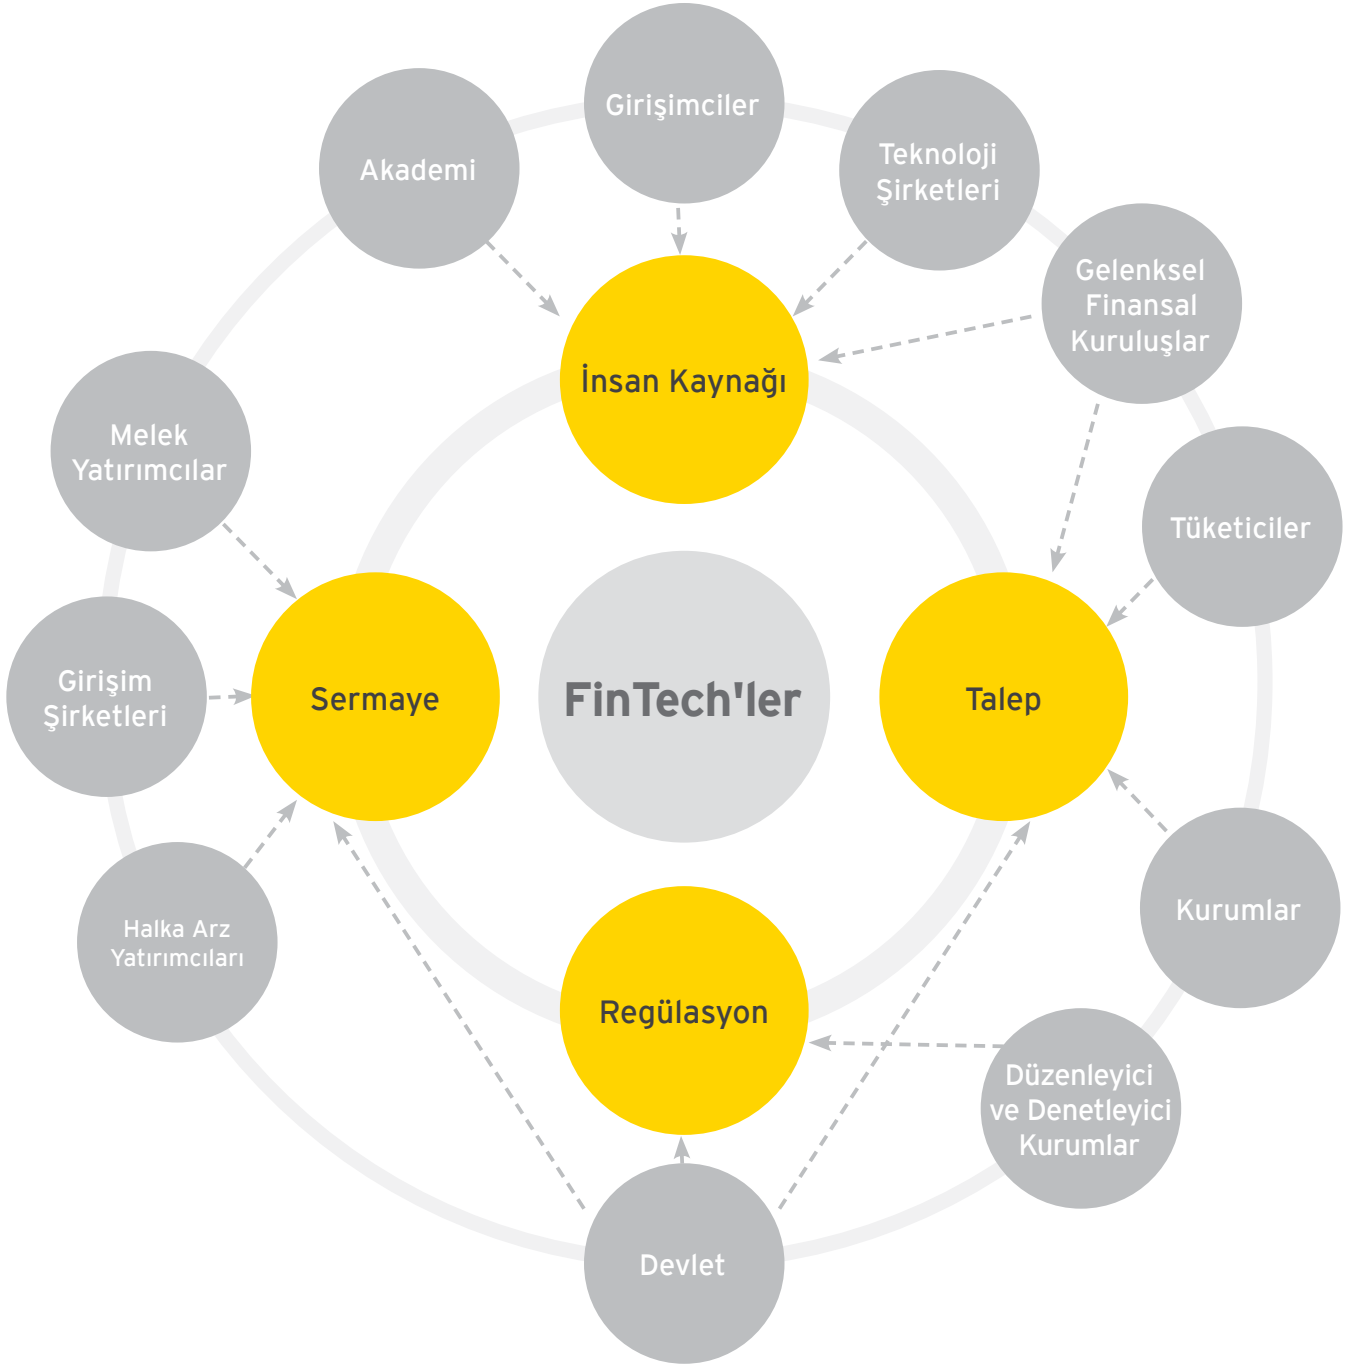 Girişimciler
Akademi
Teknoloji
Şirketleri
Gelenksel
Finansal
Kuruluşlar
İnsan Kaynağı
Melek
Yatırımcılar
Tüketiciler
Girişim
Şirketleri
Sermaye
FinTech'ler
Talep
Halka Arz
Yatırımcıları
Kurumlar
Regülasyon
Düzenleyici
ve Denetleyici
Kurumlar
Devlet